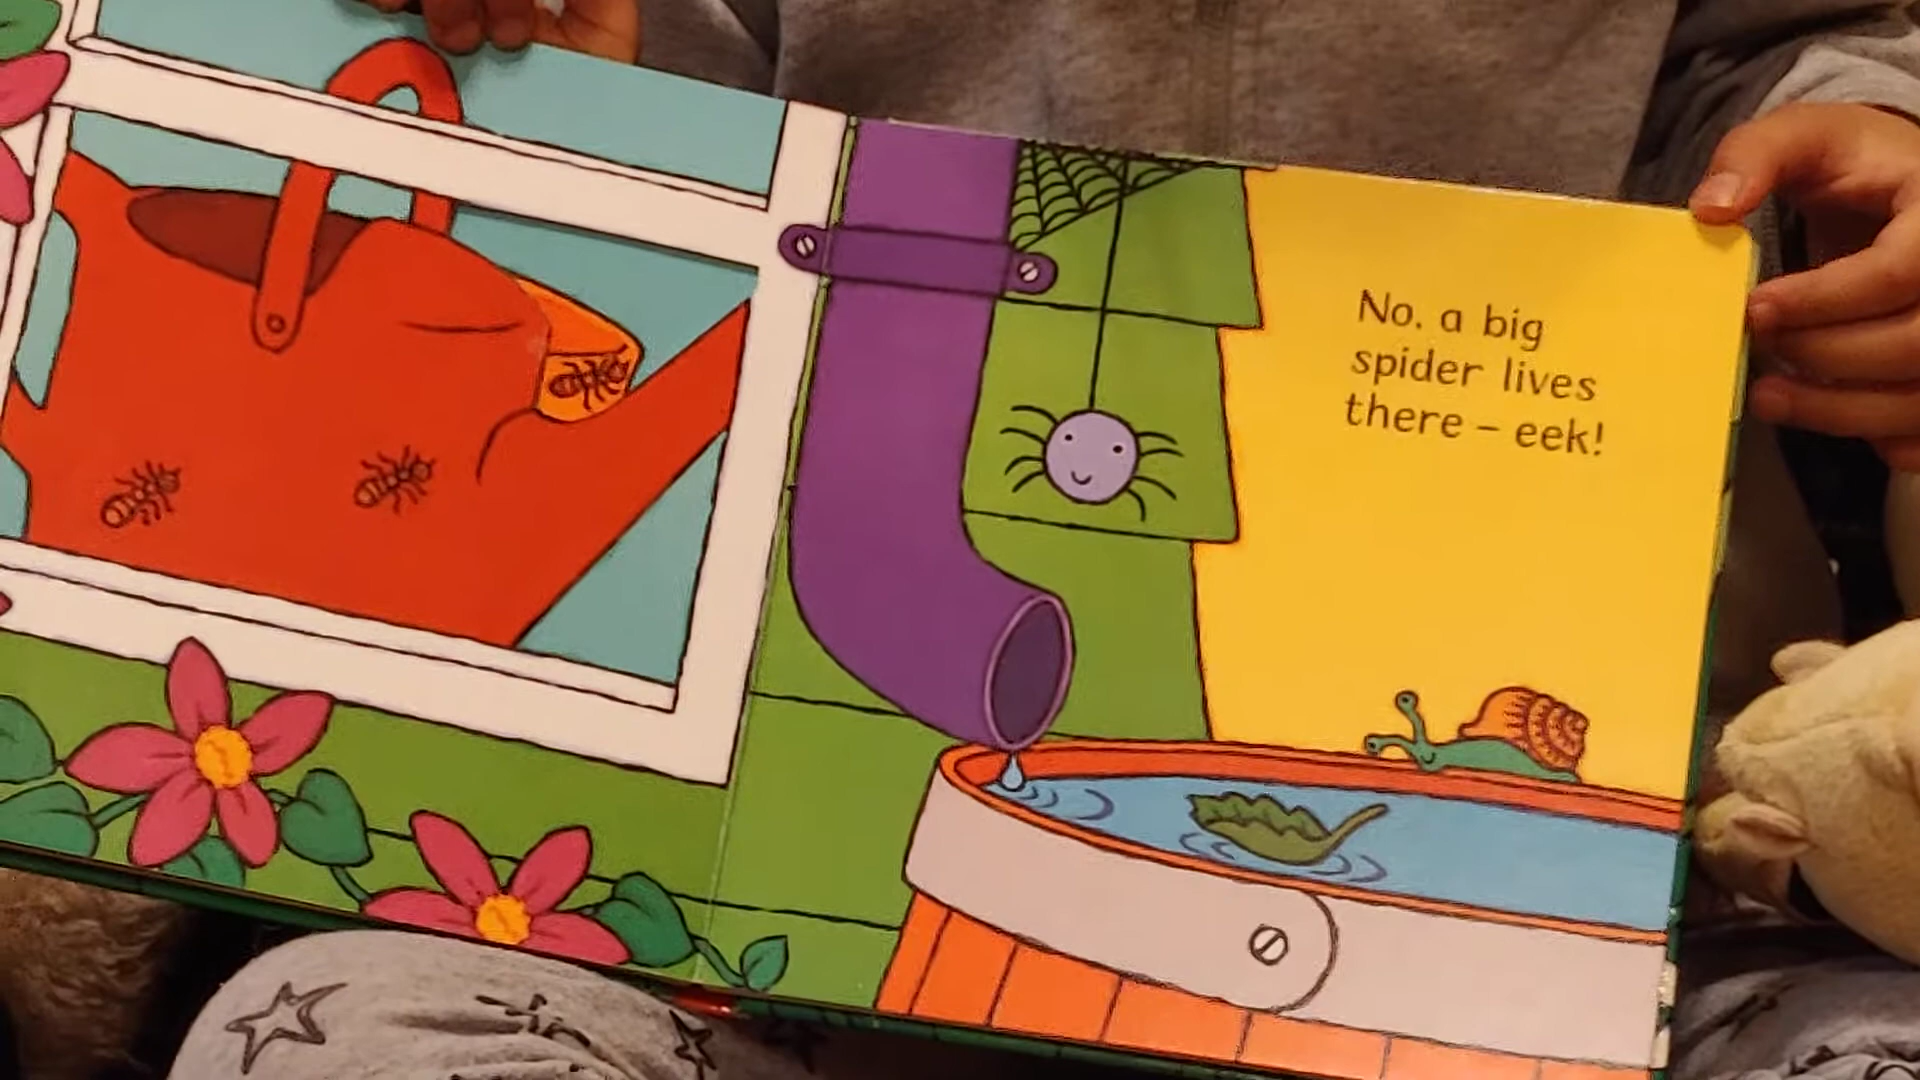 No, a big
spider lives
there – eek!